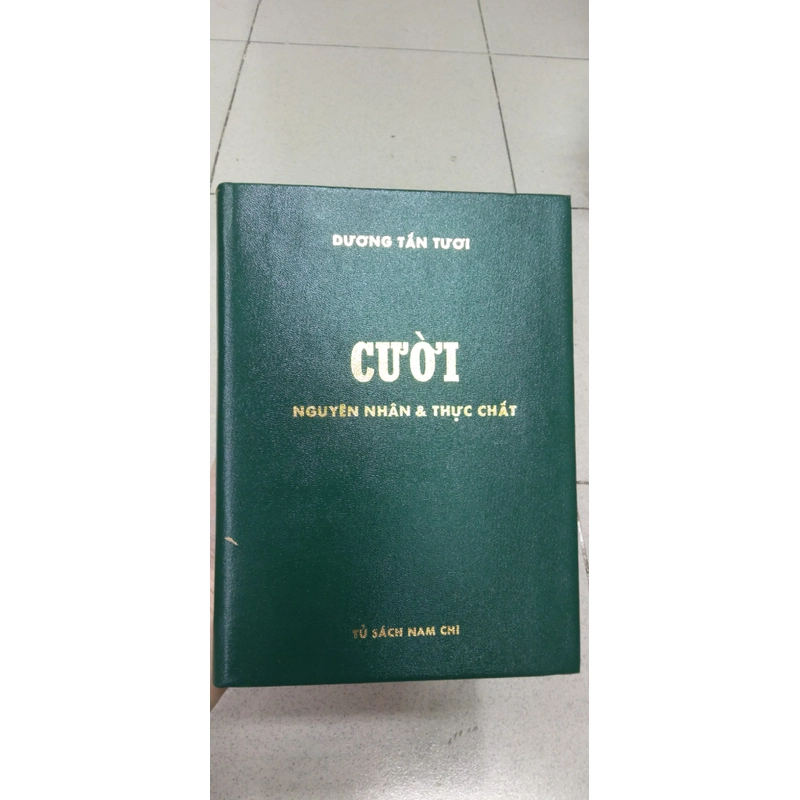 DƯƠNG TẤN TƯƠI
CƯỜI
NGUYÊN NHÂN & THỰC CHẤT
TỦ SÁCH NAM CHI